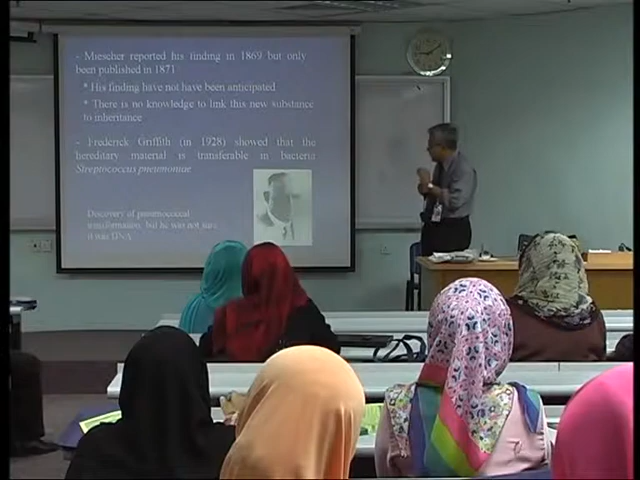 - Miescher reported his finding in 1869 but only
been published in 1871
* His finding have not have been anticipated
* There is no knowledge to link this new substance
to inheritance
- Frederick Griffith (in 1928) showed that the
hereditary material is transferable in bacteria
Streptococcus pneumoniae
Discovery of pneumococcal
transformation, but he was not sure
it was DNA